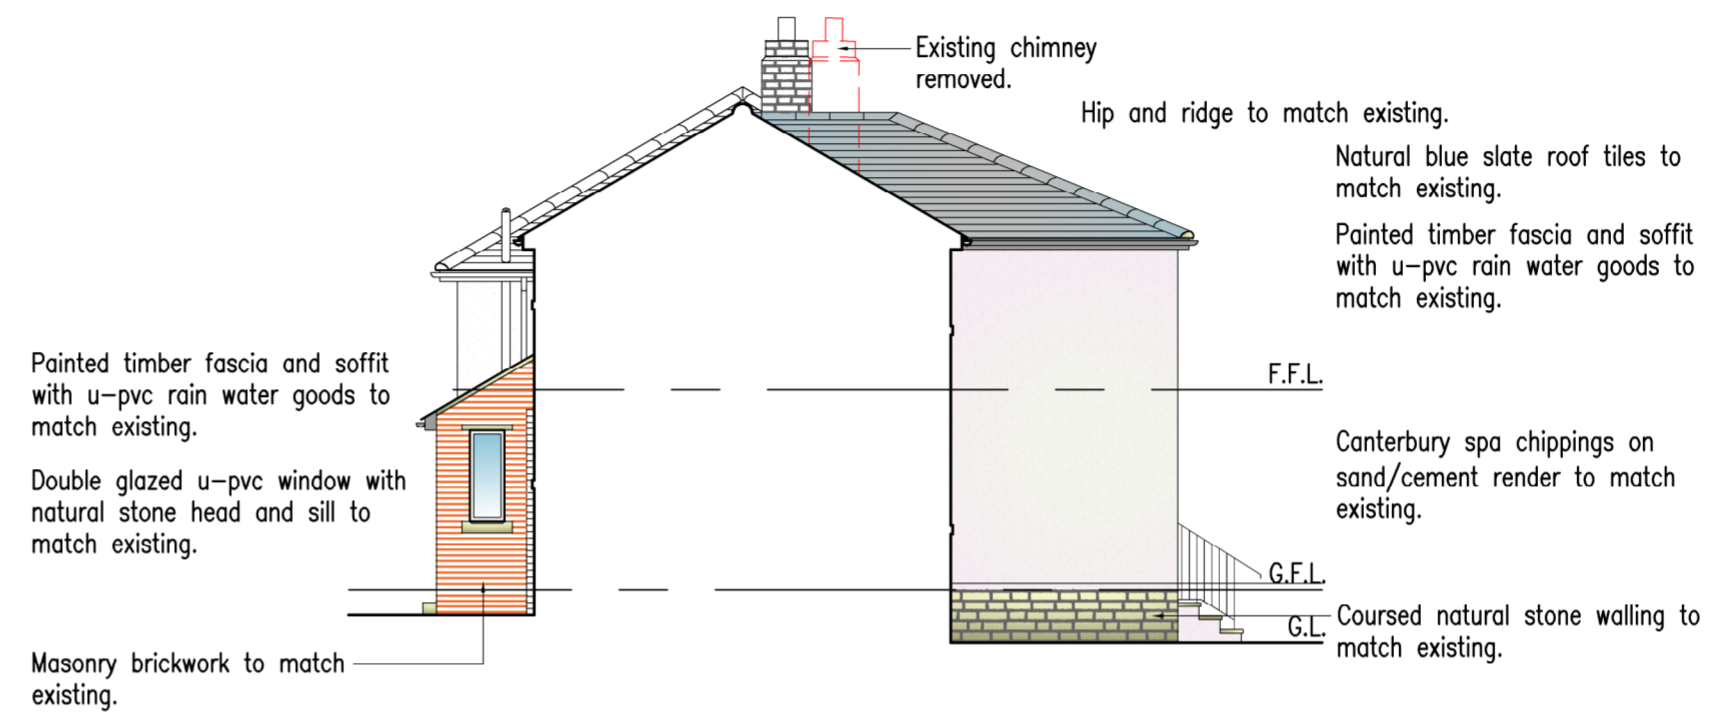 Existing chimney
removed.
Hip and ridge to match existing.
Natural blue slate roof tiles to
match existing.
Painted timber fascia and soffit
with u-pvc rain water goods to
match existing.
Painted timber fascia and soffit
with u-pvc rain water goods to
match existing.
F.F.L.
Double glazed u-pvc window with
natural stone head and sill to
match existing.
Canterbury spa chippings on
sand/cement render to match
existing.
G.F.L.
G.L.
Coursed natural stone walling to
match existing.
Masonry brickwork to match
existing.